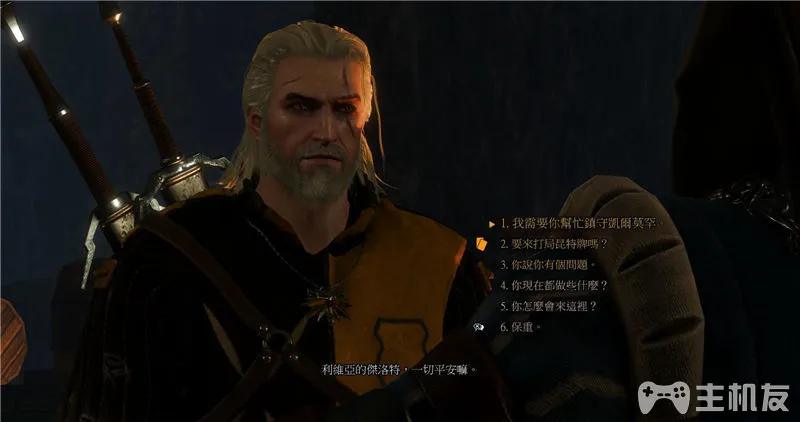 1. 我需要你幫忙鎮守凱爾莫罕。
2. 要來打局昆特牌嗎？
3. 你說你有個問題。
4. 你現在都做些什麼？
5. 你怎麼會來這裡？
6. 保重。
利維亞的傑洛特，一切平安嘛。
主机友